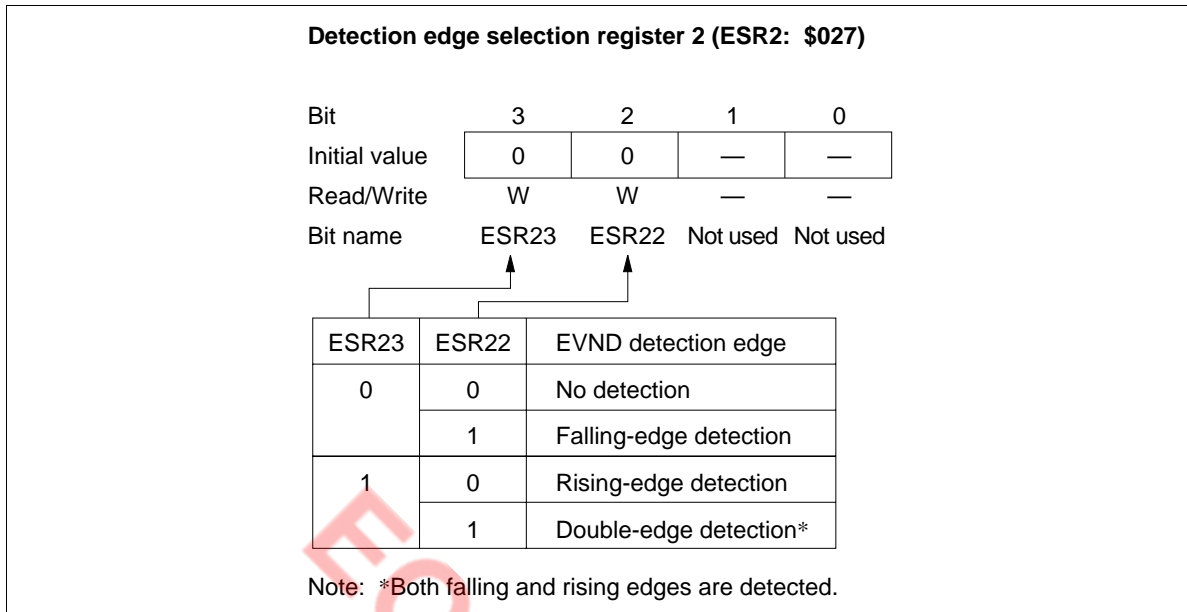 Detection edge selection register 2 (ESR2: $027)
Bit 3 2 1 0
Initial value 0 0 — —
Read/Write W W — —
Bit name ESR23 ESR22 Not used Not used
ESR23 ESR22 EVND detection edge
0 0 No detection
1 Falling-edge detection
1 0 Rising-edge detection
1 Double-edge detection*
Note: *Both falling and rising edges are detected.